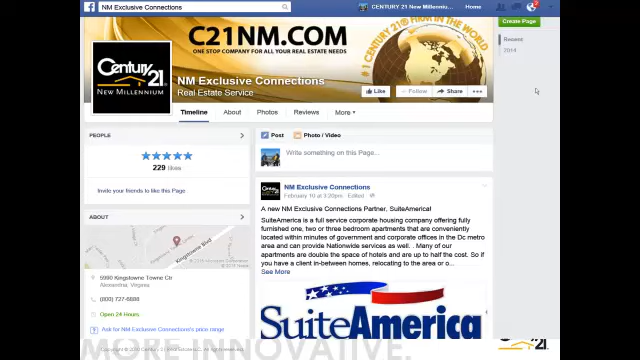 NM Exclusive Connections
CENTURY 21 New Millenniu...
Create Page
Recent
2014
C21NM.COM
ONE STOP COMPANY FOR ALL YOUR REAL ESTATE NEEDS
#1 CENTURY 21® FIRM IN THE WORLD
Century 21
NEW MILLENNIUM
NM Exclusive Connections
Real Estate Service
Like
Follow
Share
Timeline
About
Photos
Reviews
More
PEOPLE
229 likes
Invite your friends to like this Page
ABOUT
Kingstowne Blvd
5990 Kingstowne Towne Ctr
Alexandria, Virginia
(800) 727-6888
Open 24 Hours
Ask for NM Exclusive Connections's price range
Post
Photo / Video
Write something on this Page...
NM Exclusive Connections
February 10 at 3:20pm · Edited
A new NM Exclusive Connections Partner, SuiteAmerica!
SuiteAmerica is a full service corporate housing company offering fully
furnished one, two or three bedroom apartments that are conveniently
located within minutes of government and corporate offices in the Dc metro
area and can provide Nationwide services as well. . Many of our
apartments are double the space of hotels and are up to half the cost. So if
you have a client in-between homes, relocating to the area or o...
See More
SuiteAmerica
MORE INNOVATIVE.